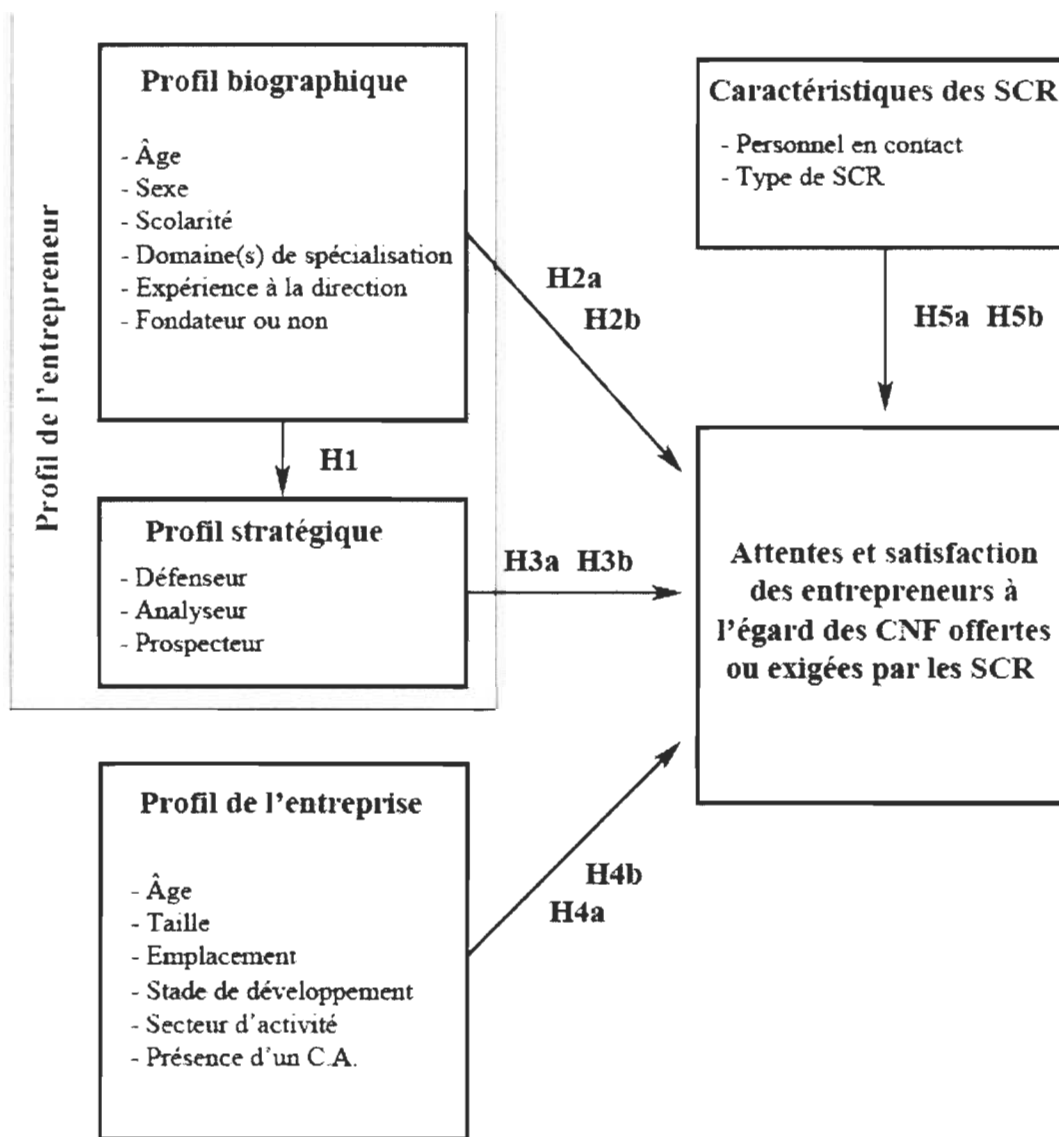 Profil de l'entrepreneur
Profil biographique
- Âge
- Sexe
- Scolarité
- Domaine(s) de spécialisation
- Expérience à la direction
- Fondateur ou non
H1
Profil stratégique
- Défenseur
- Analyseur
- Prospecteur
Profil de l'entreprise
- Âge
- Taille
- Emplacement
- Stade de développement
- Secteur d'activité
- Présence d'un C.A.
H2a
H2b
H3a H3b
H4b
H4a
Caractéristiques des SCR
- Personnel en contact
- Type de SCR
H5a H5b
Attentes et satisfaction
des entrepreneurs à
l'égard des CNF offertes
ou exigées par les SCR